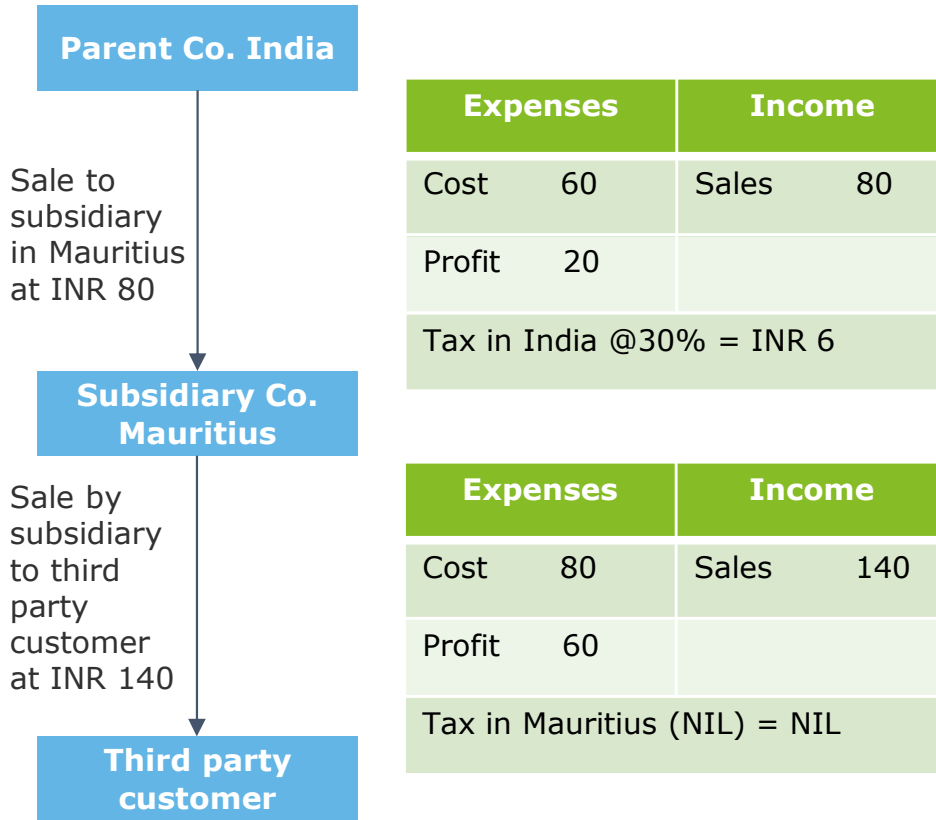 Parent Co. India
Sale to
subsidiary
in Mauritius
at INR 80
Expenses Income
Cost 60 Sales 80
Profit 20
Tax in India @30% = INR 6
Subsidiary Co.
Mauritius
Sale by
subsidiary
to third
party
customer
at INR 140
Expenses Income
Cost 80 Sales 140
Profit 60
Tax in Mauritius (NIL) = NIL
Third party
customer